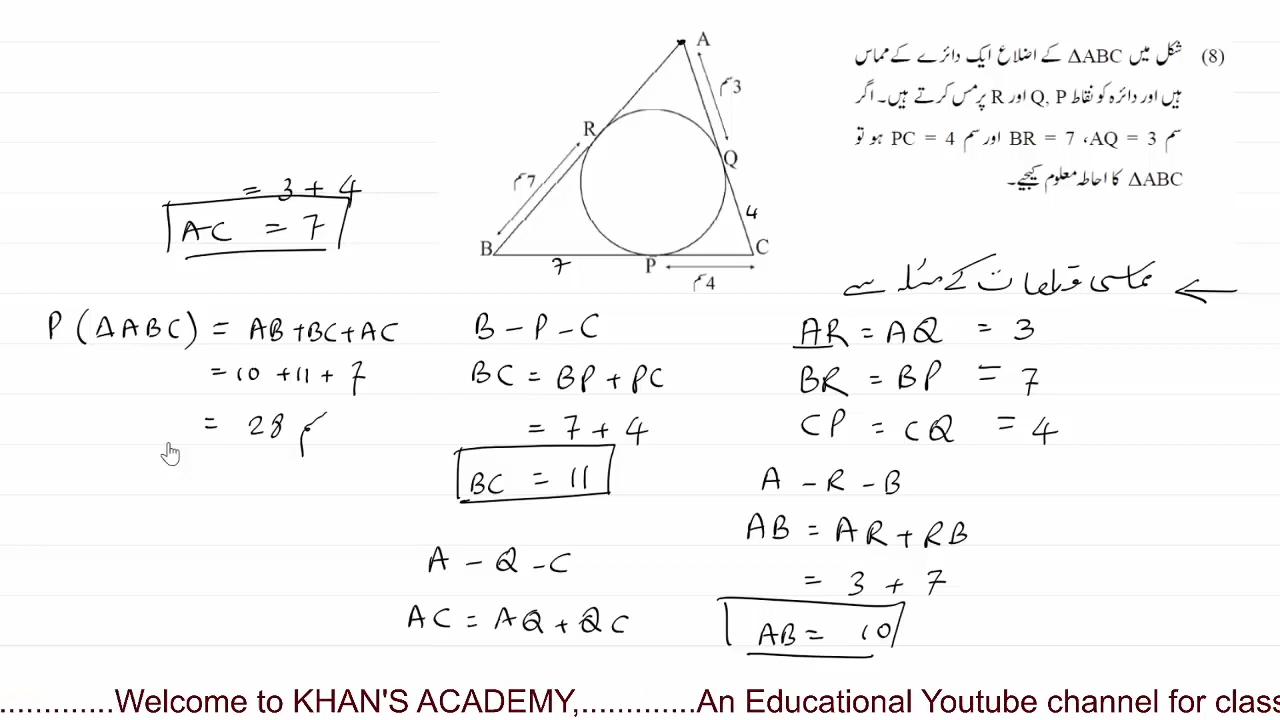 (8) شکل میں ΔABC کے اضلاع ایک دائرے کے مماس
ہیں اور دائرہ کو نقاط Q, P اور R پر مس کرتے ہیں۔ اگر
سم AQ = 3، BR = 7 اور سم PC = 4 ہو تو
ΔABC کا احاطہ معلوم کیجیے۔
A
3 سم
R
Q
7 سم
4
B
7
P
C
4 سم
← مماسی قطعات کے مسئلہ سے
AR = AQ = 3
BR = BP = 7
CP = CQ = 4
A - R - B
AB = AR + RB
= 3 + 7
AB = 10
B - P - C
BC = BP + PC
= 7 + 4
BC = 11
A - Q - C
AC = AQ + QC
= 3 + 4
AC = 7
P (ΔABC) = AB + BC + AC
= 10 + 11 + 7
= 28 سم
.............Welcome to KHAN'S ACADEMY,.............An Educational Youtube channel for class